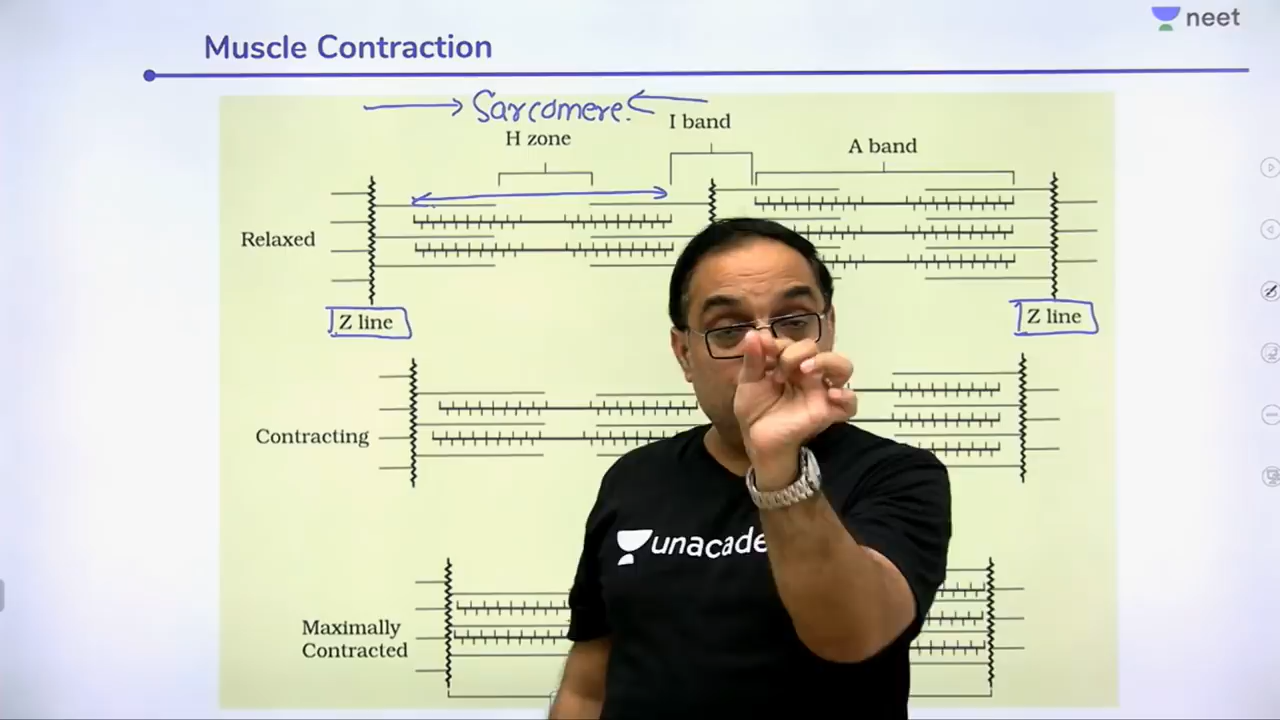 neet
Muscle Contraction
Sarcomere.
I band
H zone
A band
Relaxed
Z line
Z line
Contracting
unacade
Maximally
Contracted